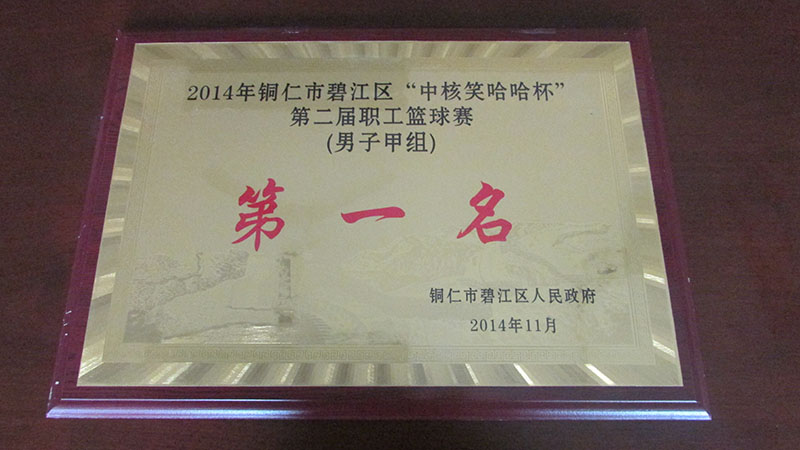 2014年铜仁市碧江区“中核笑哈哈杯”
第二届职工篮球赛
(男子甲组)
第一名
铜仁市碧江区人民政府
2014年11月